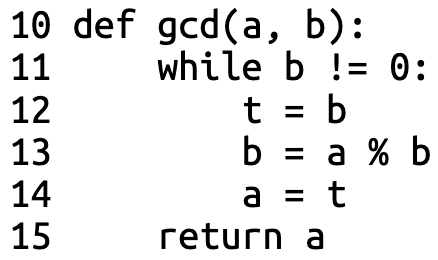 10 def gcd(a, b):
11     while b != 0:
12         t = b
13         b = a % b
14         a = t
15     return a